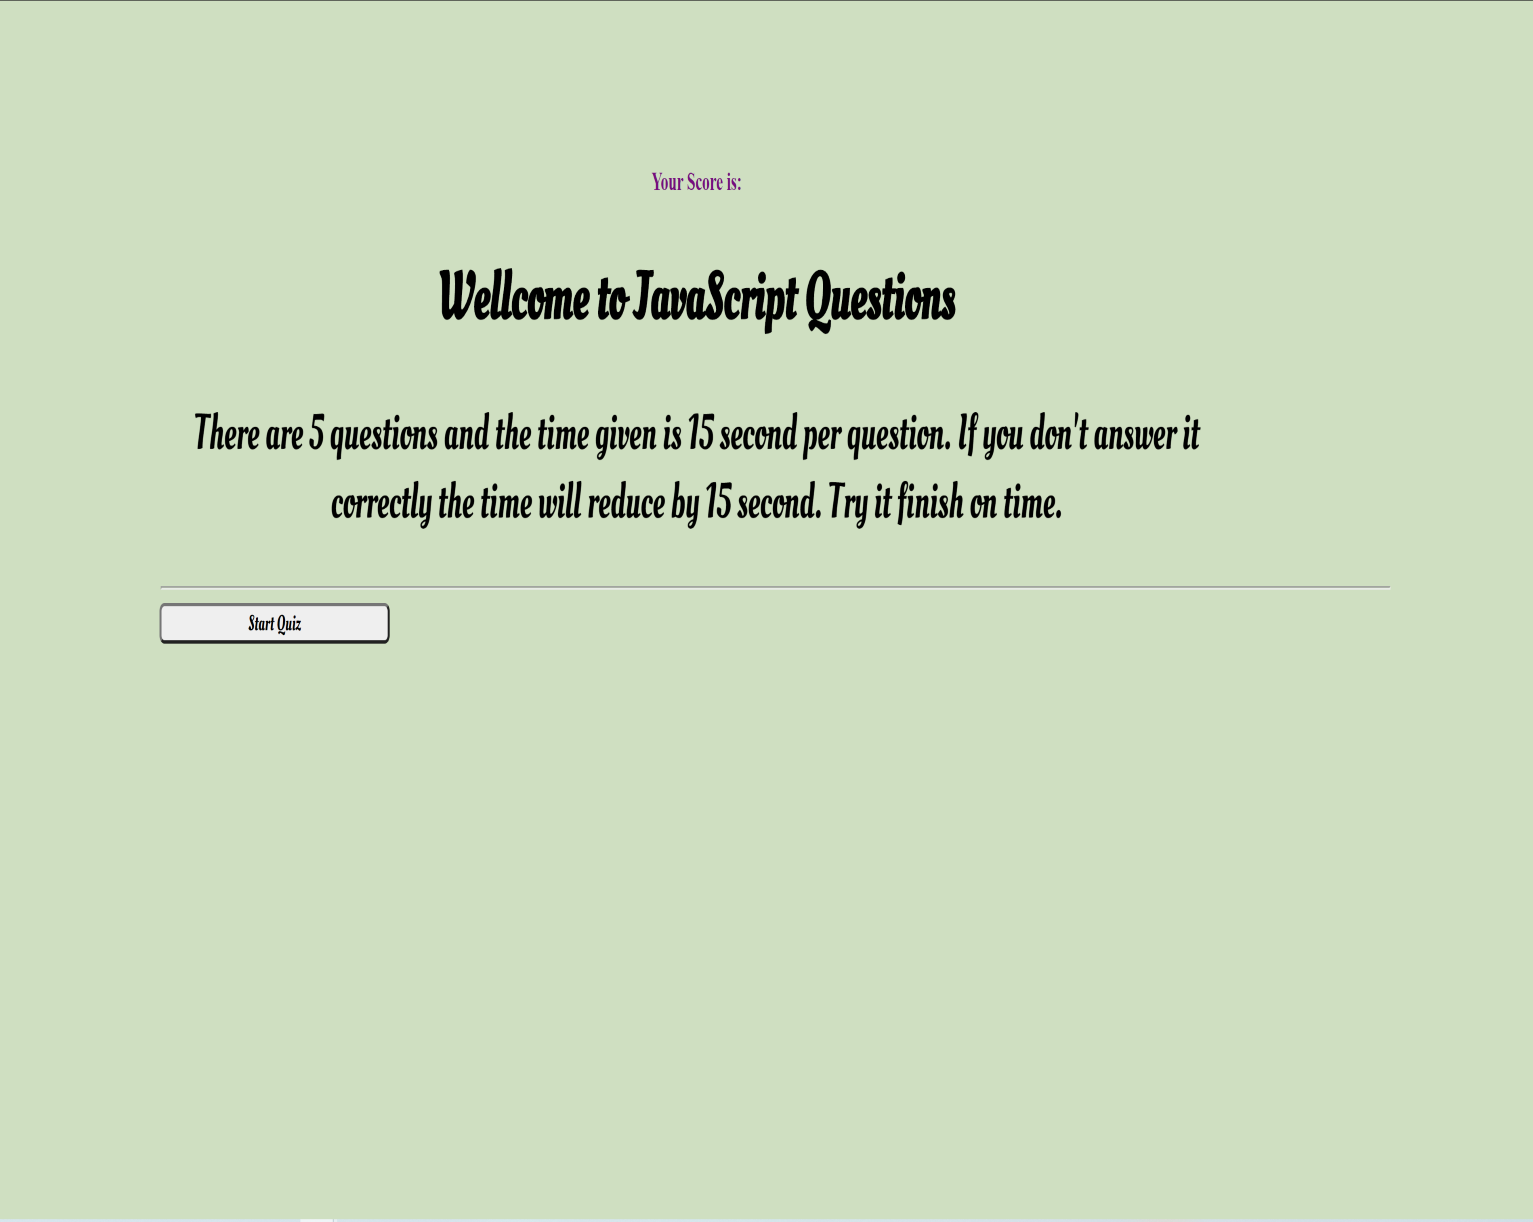 Your Score is:
Wellcome to JavaScript Questions
There are 5 questions and the time given is 15 second per question. If you don't answer it
correctly the time will reduce by 15 second. Try it finish on time.
Start Quiz